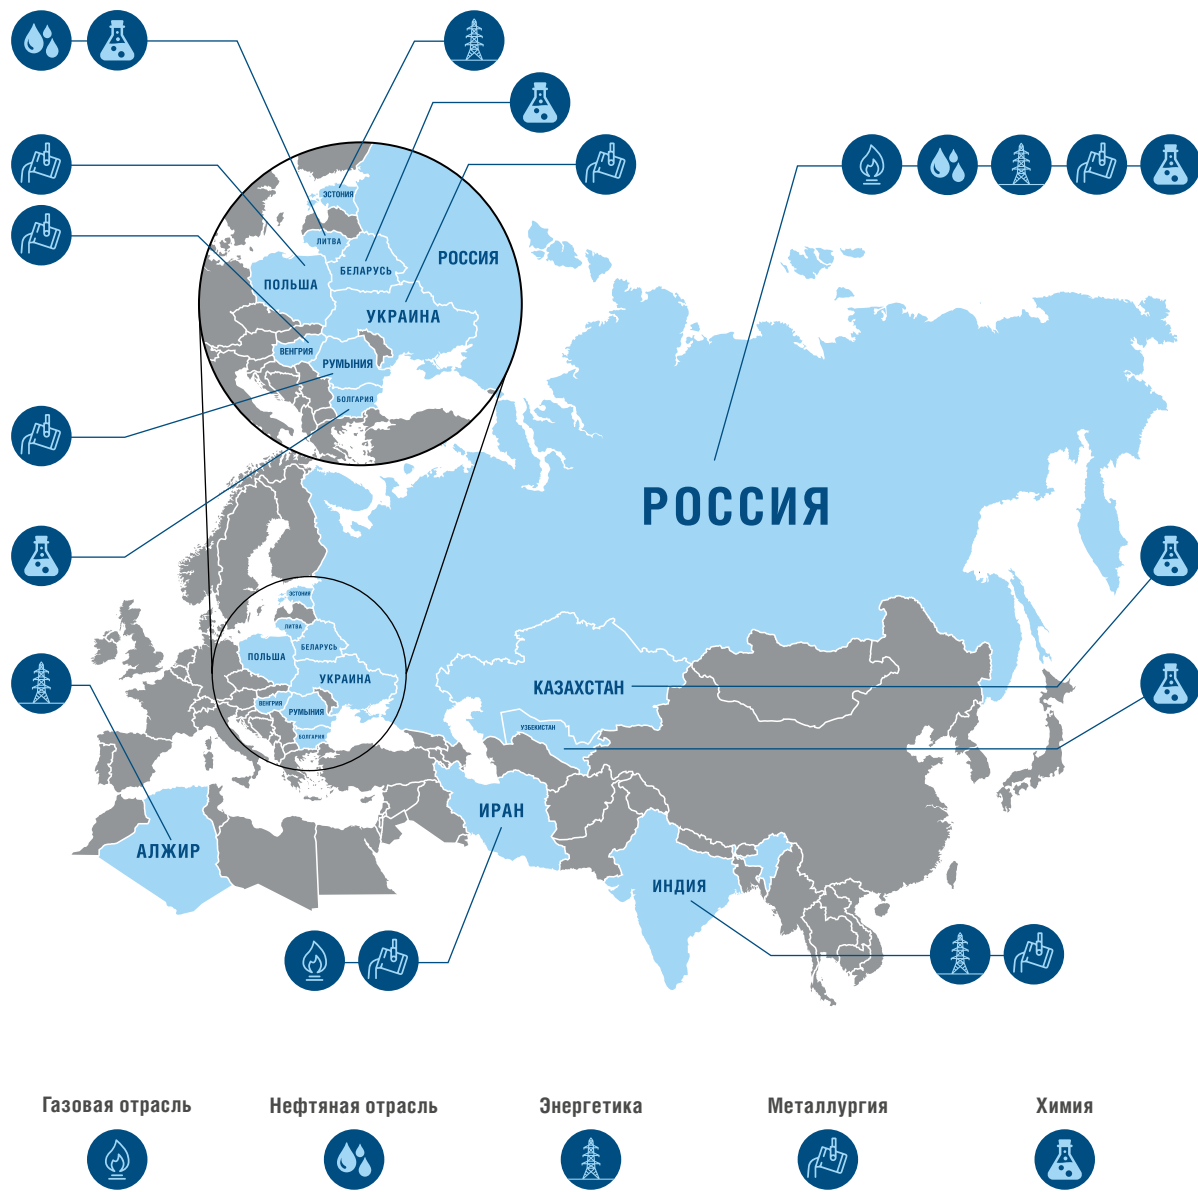 ЭСТОНИЯ
ЛИТВА
БЕЛАРУСЬ
РОССИЯ
ПОЛЬША
УКРАИНА
ВЕНГРИЯ
РУМЫНИЯ
БОЛГАРИЯ
РОССИЯ
ЭСТОНИЯ
ЛИТВА
БЕЛАРУСЬ
ПОЛЬША
УКРАИНА
ВЕНГРИЯ
РУМЫНИЯ
БОЛГАРИЯ
КАЗАХСТАН
УЗБЕКИСТАН
ИРАН
АЛЖИР
ИНДИЯ
Газовая отрасль
Нефтяная отрасль
Энергетика
Металлургия
Химия